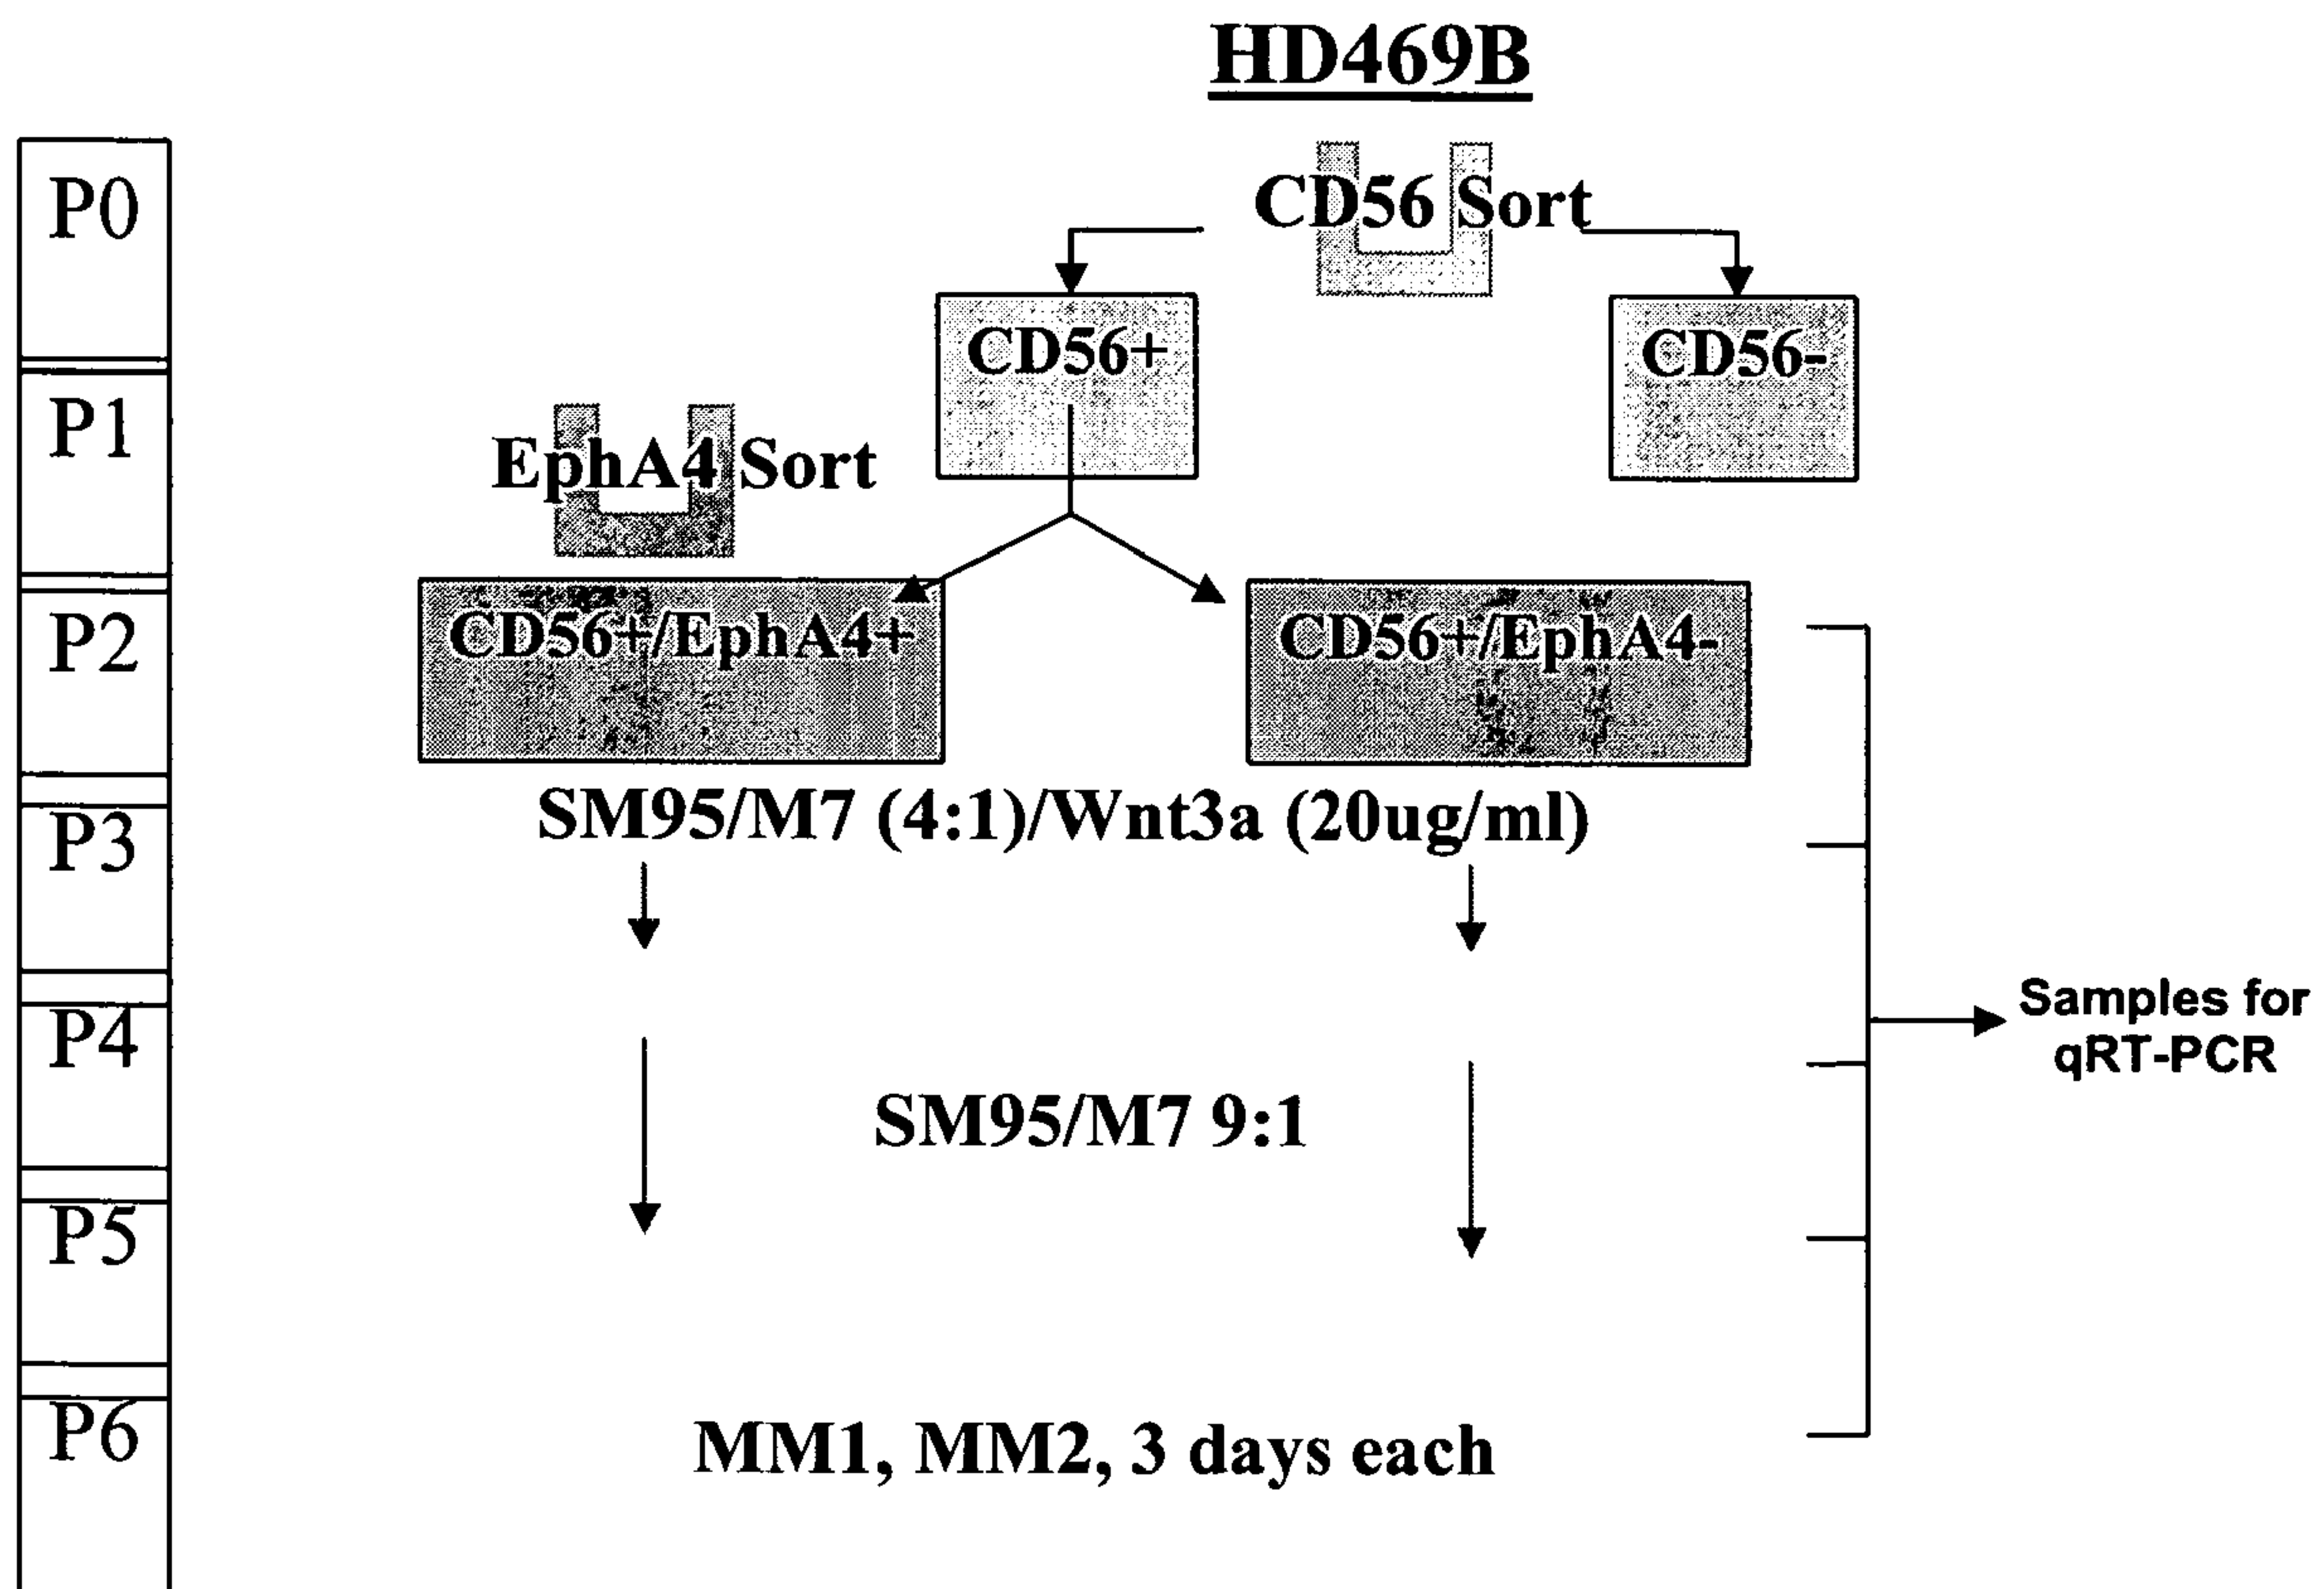 HD469B
P0
CD56 Sort
CD56+
CD56-
P1
EphA4 Sort
P2
CD56+/EphA4+
CD56+/EphA4-
SM95/M7 (4:1)/Wnt3a (20ug/ml)
P3
Samples for
qRT-PCR
P4
SM95/M7 9:1
P5
P6
MM1, MM2, 3 days each